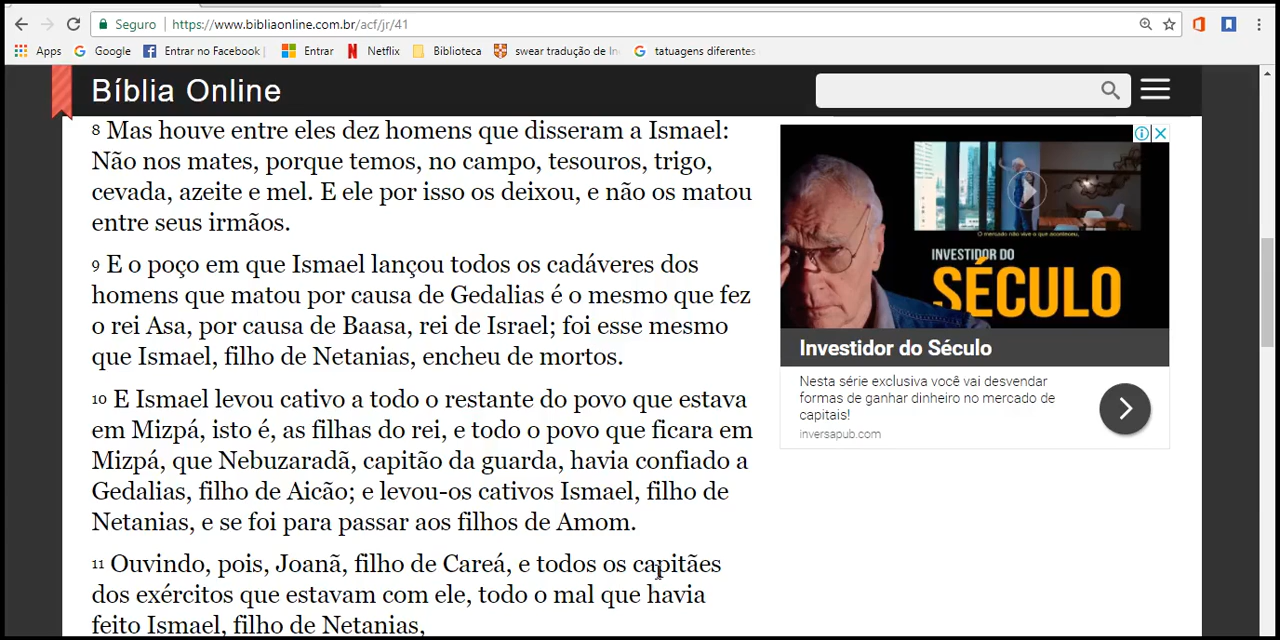 Seguro | https://www.bibliaonline.com.br/acf/jr/41
Apps Google Entrar no Facebook | Entrar Netflix Biblioteca swear tradução de In tatuagens diferentes
Bíblia Online
8 Mas houve entre eles dez homens que disseram a Ismael:
Não nos mates, porque temos, no campo, tesouros, trigo,
cevada, azeite e mel. E ele por isso os deixou, e não os matou
entre seus irmãos.
9 E o poço em que Ismael lançou todos os cadáveres dos
homens que matou por causa de Gedalias é o mesmo que fez
o rei Asa, por causa de Baasa, rei de Israel; foi esse mesmo
que Ismael, filho de Netanias, encheu de mortos.
10 E Ismael levou cativo a todo o restante do povo que estava
em Mizpá, isto é, as filhas do rei, e todo o povo que ficara em
Mizpá, que Nebuzaradã, capitão da guarda, havia confiado a
Gedalias, filho de Aicão; e levou-os cativos Ismael, filho de
Netanias, e se foi para passar aos filhos de Amom.
11 Ouvindo, pois, Joanã, filho de Careá, e todos os capitães
dos exércitos que estavam com ele, todo o mal que havia
feito Ismael, filho de Netanias,
O mercado não vive o que aconteceu,
INVESTIDOR DO
SÉCULO
Investidor do Século
Nesta série exclusiva você vai desvendar
formas de ganhar dinheiro no mercado de
capitais!
inversapub.com